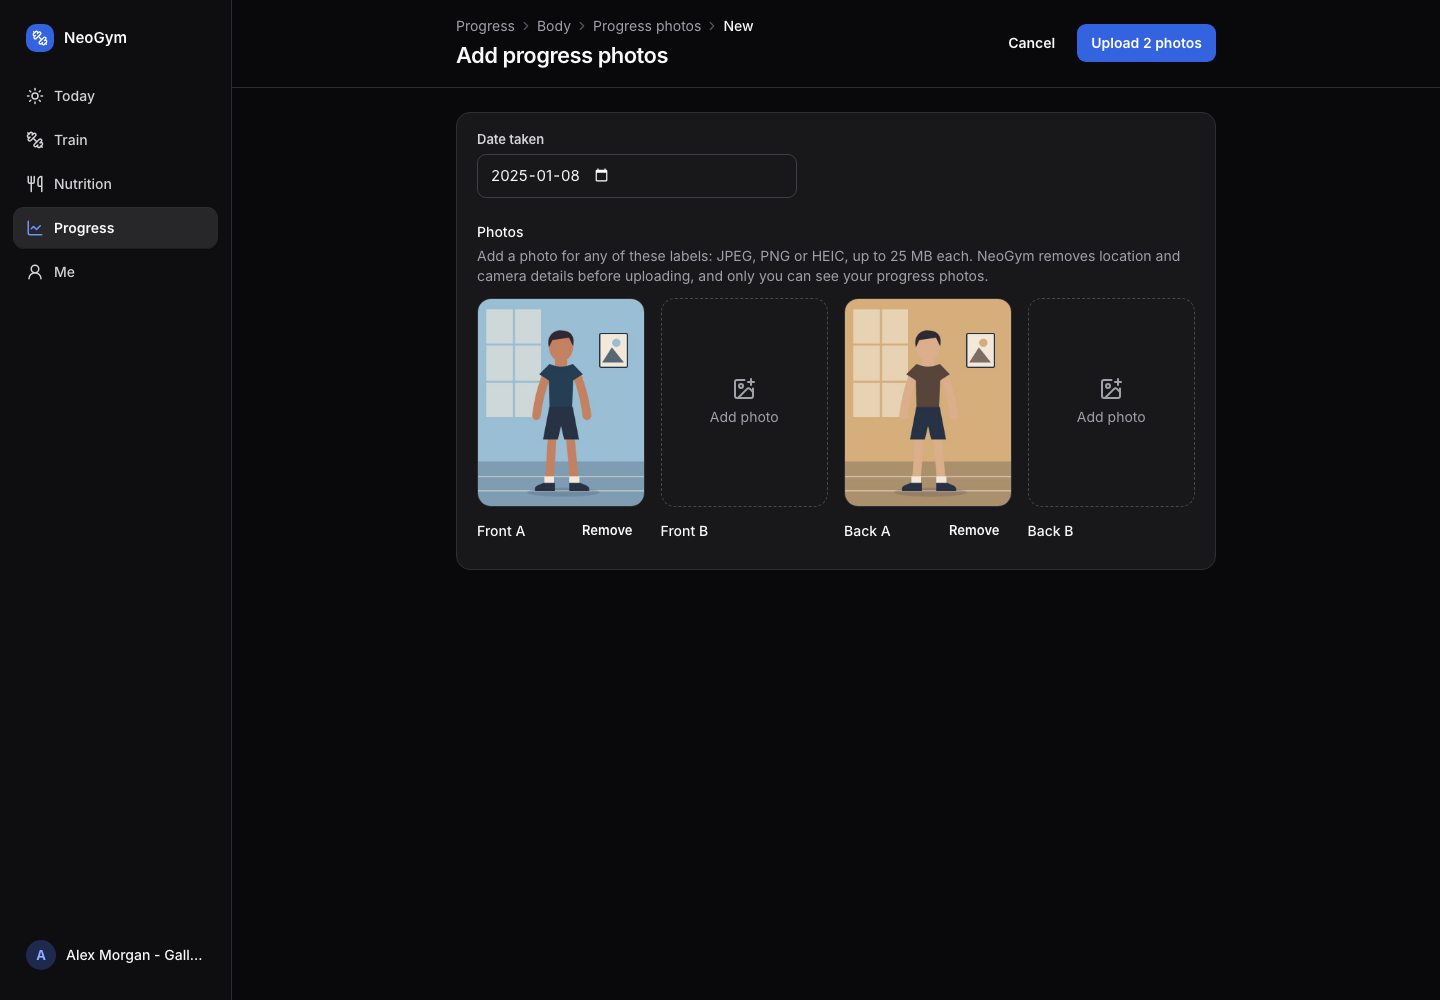 NeoGym
Today
Train
Nutrition
Progress
Me
Alex Morgan - Gall...
A
Progress > Body > Progress photos > New
Add progress photos
Cancel
Upload 2 photos
Date taken
2025-01-08
Photos
Add a photo for any of these labels: JPEG, PNG or HEIC, up to 25 MB each. NeoGym removes location and
camera details before uploading, and only you can see your progress photos.
Add photo
Add photo
Front A
Remove
Front B
Back A
Remove
Back B